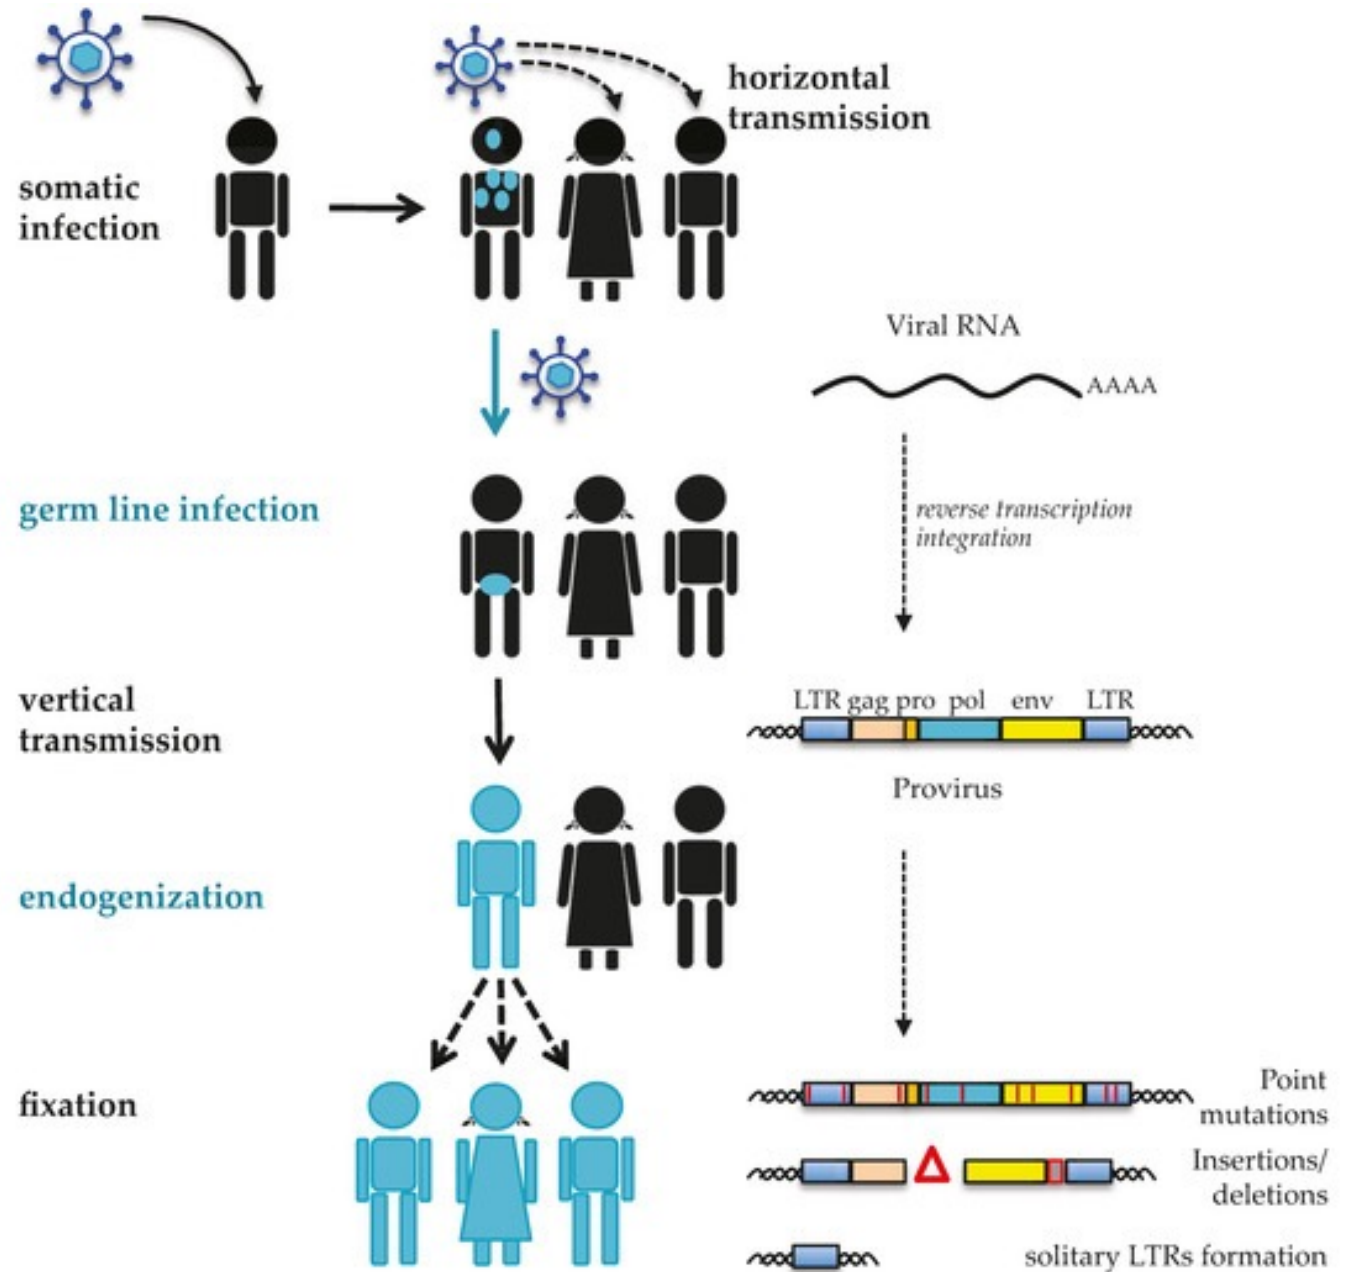 horizontal
transmission
somatic
infection
Viral RNA
AAAA
germ line infection
reverse transcription
integration
vertical
transmission
LTR gag pro pol env LTR
Provirus
endogenization
fixation
Point
mutations
Insertions/
deletions
solitary LTRs formation